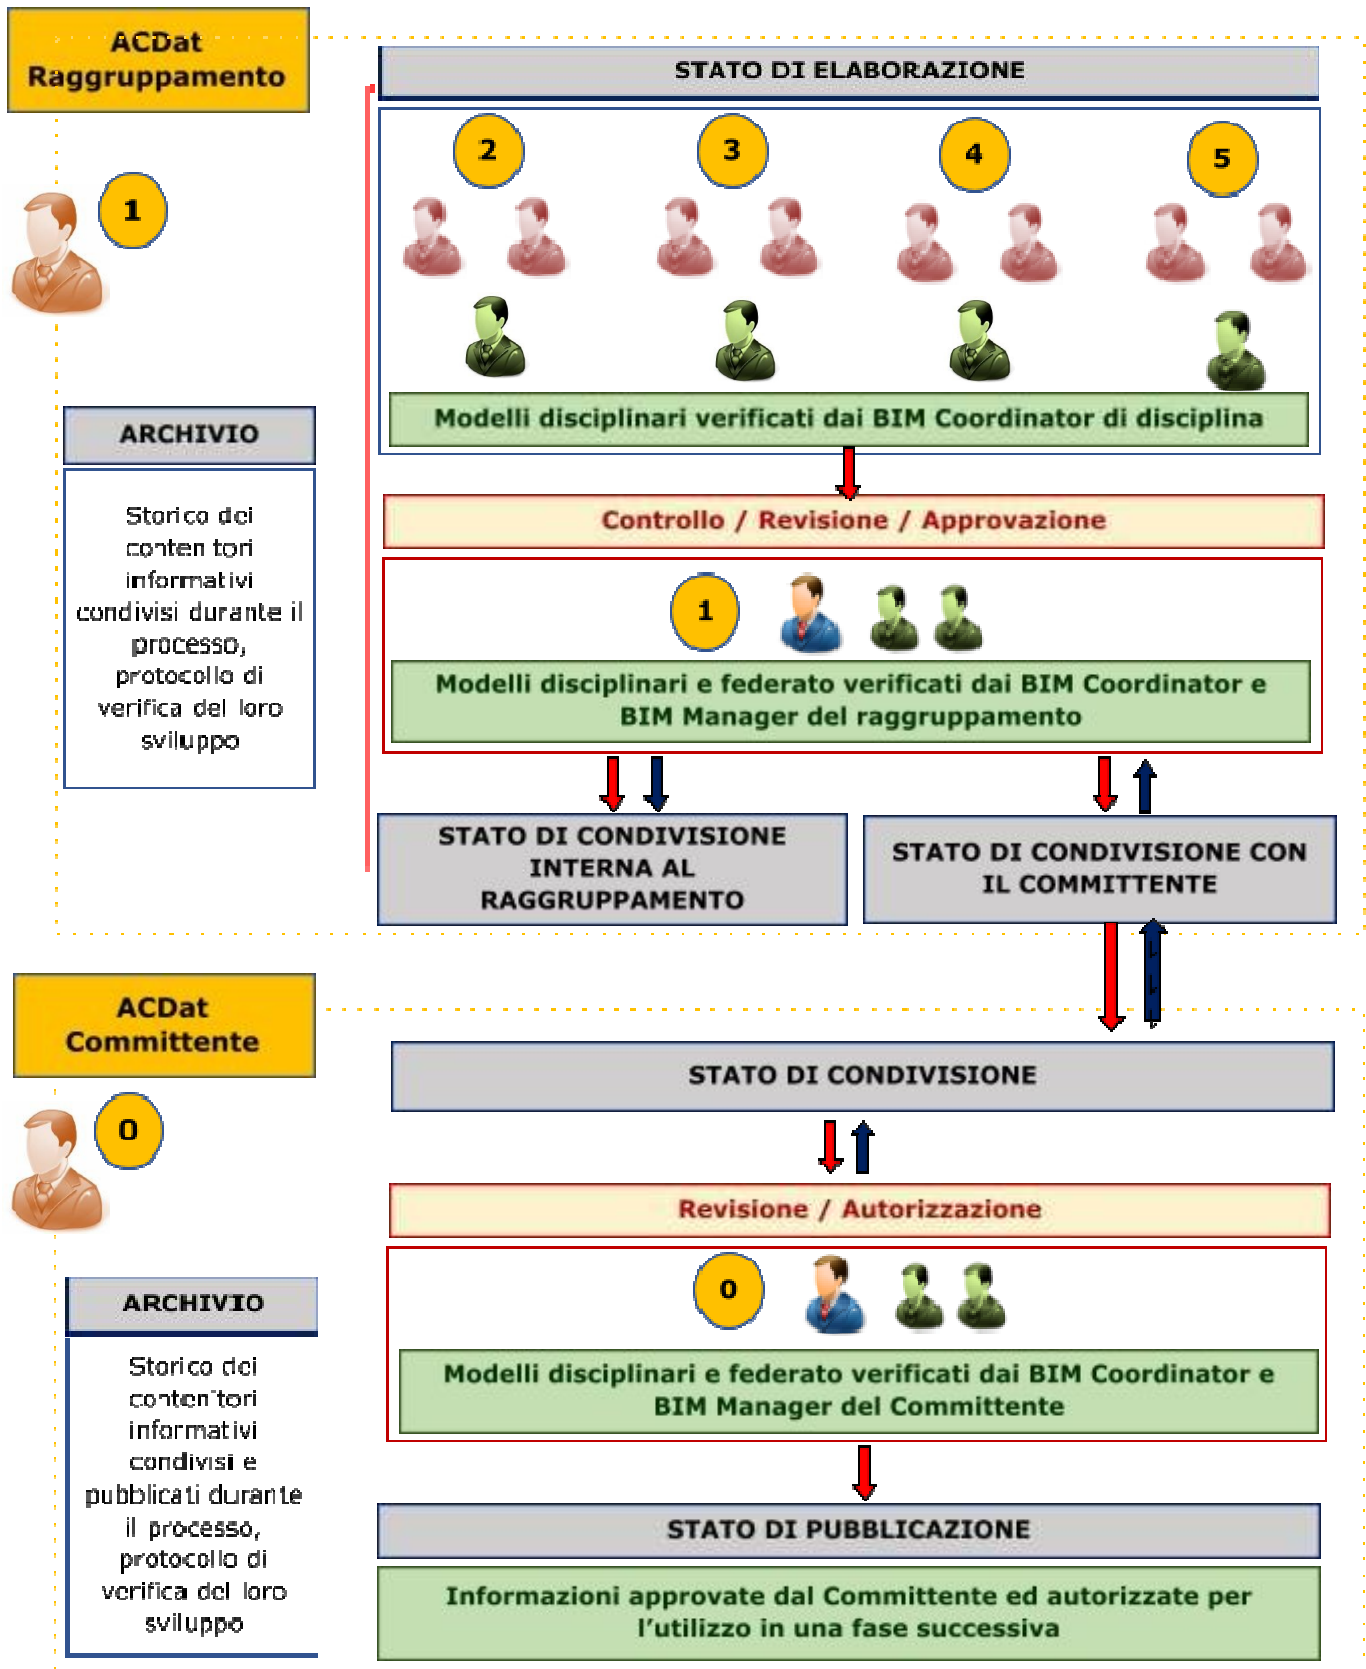 ACDat
Raggruppamento
STATO DI ELABORAZIONE
2
3
4
5
1
Modelli disciplinari verificati dai BIM Coordinator di disciplina
ARCHIVIO
Storico dei
contenitori
informativi
condivisi durante il
processo,
protocollo di
verifica del loro
sviluppo
Controllo / Revisione / Approvazione
1
Modelli disciplinari e federato verificati dai BIM Coordinator e
BIM Manager del raggruppamento
STATO DI CONDIVISIONE
INTERNA AL
RAGGRUPPAMENTO
STATO DI CONDIVISIONE CON
IL COMMITTENTE
ACDat
Committente
0
STATO DI CONDIVISIONE
Revisione / Autorizzazione
0
Modelli disciplinari e federato verificati dai BIM Coordinator e
BIM Manager del Committente
ARCHIVIO
Storico dei
contenitori
informativi
condivisi e
pubblicati durante
il processo,
protocollo di
verifica del loro
sviluppo
STATO DI PUBBLICAZIONE
Informazioni approvate dal Committente ed autorizzate per
l'utilizzo in una fase successiva